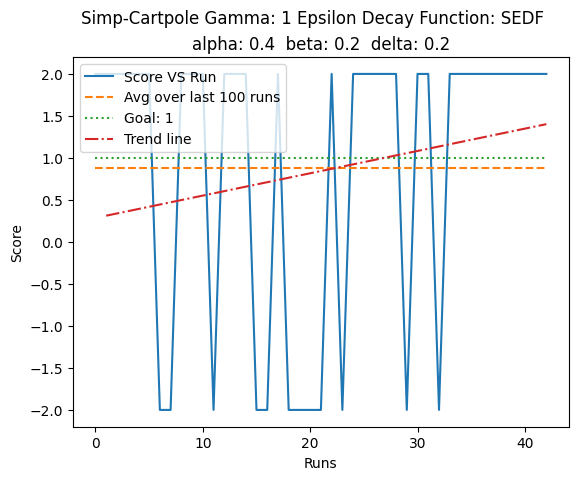 Simp-Cartpole Gamma: 1 Epsilon Decay Function: SEDF
alpha: 0.4 beta: 0.2 delta: 0.2
Score VS Run
Avg over last 100 runs
Goal: 1
Trend line
2.0
1.5
1.0
0.5
0.0
−0.5
−1.0
−1.5
−2.0
Score
0 10 20 30 40
Runs